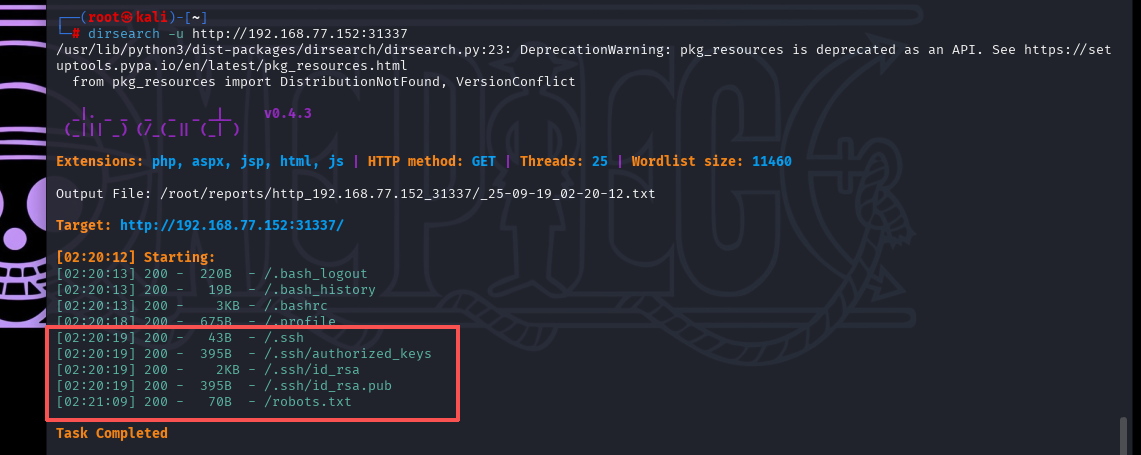 ┌──(root㉿kali)-[~]
└─# dirsearch -u http://192.168.77.152:31337
/usr/lib/python3/dist-packages/dirsearch/dirsearch.py:23: DeprecationWarning: pkg_resources is deprecated as an API. See https://set
uptools.pypa.io/en/latest/pkg_resources.html
  from pkg_resources import DistributionNotFound, VersionConflict
  _|. _ _  _  _  _ _|_    v0.4.3
 (_||| _) (/_(_|| (_| )
Extensions: php, aspx, jsp, html, js | HTTP method: GET | Threads: 25 | Wordlist size: 11460
Output File: /root/reports/http_192.168.77.152_31337/_25-09-19_02-20-12.txt
Target: http://192.168.77.152:31337/
[02:20:12] Starting:
[02:20:13] 200 -  220B  - /.bash_logout
[02:20:13] 200 -   19B  - /.bash_history
[02:20:13] 200 -    3KB - /.bashrc
[02:20:18] 200 -  675B  - /.profile
[02:20:19] 200 -   43B  - /.ssh
[02:20:19] 200 -  395B  - /.ssh/authorized_keys
[02:20:19] 200 -    2KB - /.ssh/id_rsa
[02:20:19] 200 -  395B  - /.ssh/id_rsa.pub
[02:21:09] 200 -   70B  - /robots.txt
Task Completed